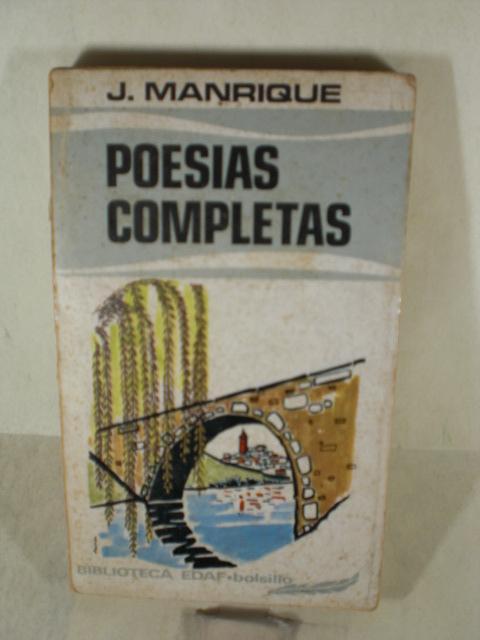 J. MANRIQUE
POESIAS
COMPLETAS
BIBLIOTECA EDAF•bolsillo